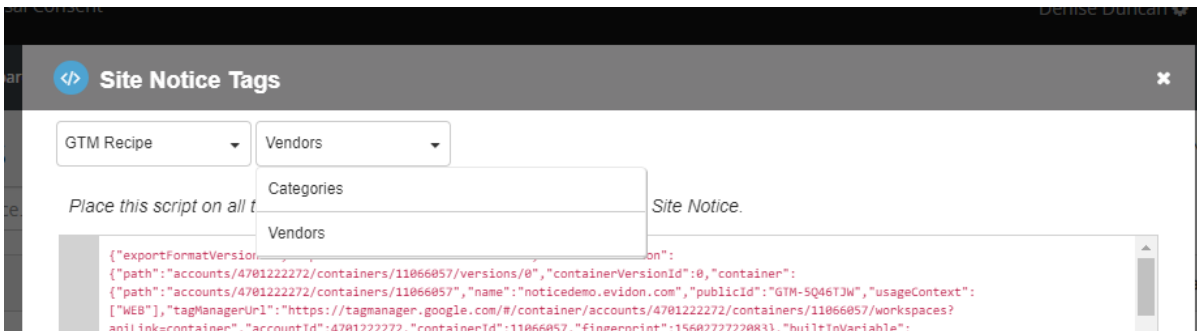 Denise Duncan
Site Notice Tags
GTM Recipe
Vendors
Categories
Vendors
Place this script on all t
Site Notice.
{"exportFormatVersion
on":
{"path":"accounts/4701222272/containers/11066057/versions/0","containerVersionId":0,"container":
{"path":"accounts/4701222272/containers/11066057","name":"noticedemo.evidon.com","publicId":"GTM-5Q46TJW","usageContext":
["WEB"],"tagManagerUrl":"https://tagmanager.google.com/#/container/accounts/4701222272/containers/11066057/workspaces?
apiLink=container","accountId":4701222272,"containerId":11066057,"fingerprint":1560272722083},"builtInVariable":